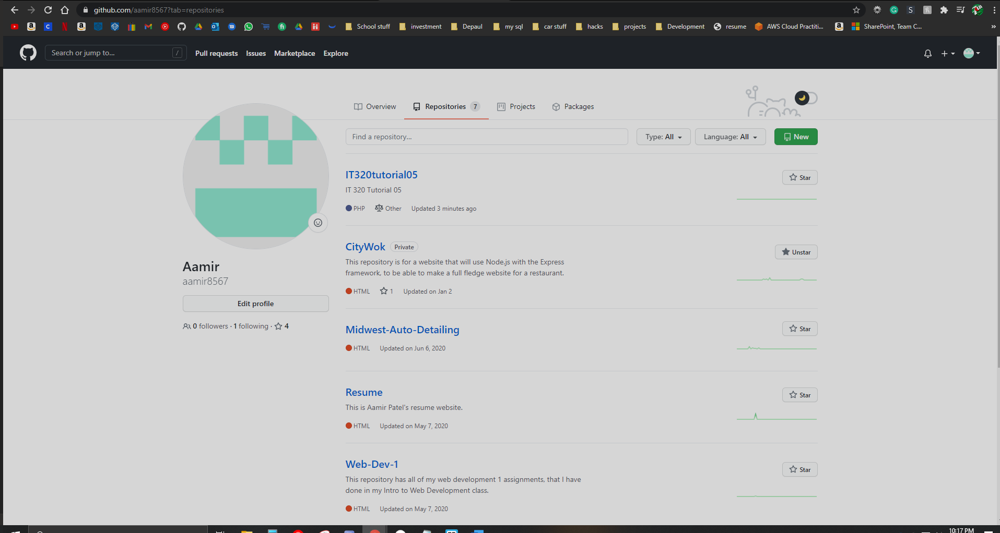 github.com/aamir8567?tab=repositories
School stuff investment Depaul my sql car stuff hacks projects Development resume AWS Cloud Practiti... SharePoint, Team C... »
Search or jump to... / Pull requests Issues Marketplace Explore
Overview Repositories 7 Projects Packages
Find a repository... Type: All Language: All New
IT320tutorial05 Star
IT 320 Tutorial 05
PHP Other Updated 3 minutes ago
CityWok Private Unstar
This repository is for a website that will use Node.js with the Express
framework, to be able to make a full fledge website for a restaurant.
HTML 1 Updated on Jan 2
Aamir
aamir8567
Edit profile
0 followers · 1 following · 4
Midwest-Auto-Detailing Star
HTML Updated on Jun 6, 2020
Resume Star
This is Aamir Patel's resume website.
HTML Updated on May 7, 2020
Web-Dev-1 Star
This repository has all of my web development 1 assignments, that I have
done in my Intro to Web Development class.
HTML Updated on May 7, 2020
10:17 PM